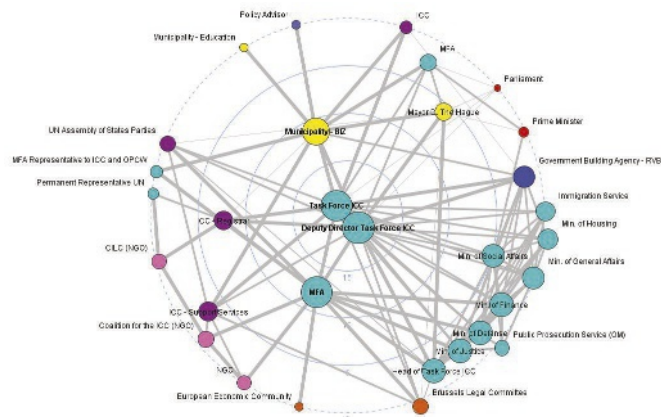 Policy Advisor
ICC
Municipality - Education
MFA
Parliament
Mayor D. The Hague
Prime Minister
Municipality - BIZ
UN Assembly of States Parties
MFA Representative to ICC and OPCW
Government Building Agency - RVB
Permanent Representative UN
Immigration Service
Task Force ICC
ICC - Registrar
Min. of Housing
Deputy Director Task Force ICC
Min. of Social Affairs
Min. of General Affairs
CILC (NGO)
MFA
Min. of Finance
ICC - Support Services
Min. of Defense
Public Prosecution Service (OM)
Coalition for the ICC (NGO)
Min. of Justice
Head of Task Force ICC
NGO
European Economic Community
Brussels Legal Committee